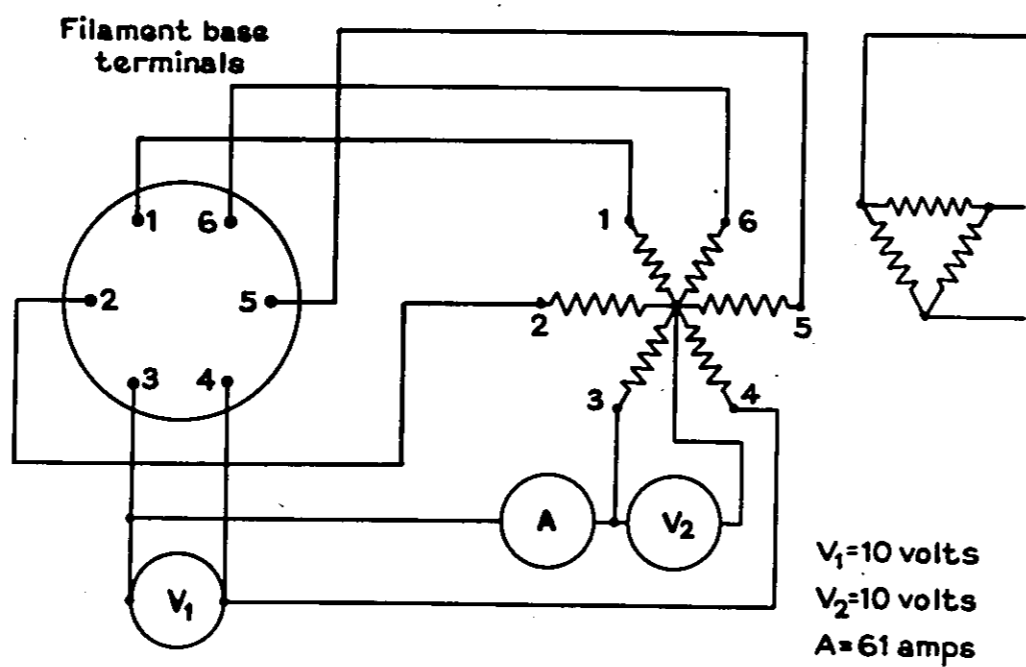 Filament base
terminals
1
6
2
5
3
4
1
6
2
5
3
4
A
V2
V1
V1=10 volts
V2=10 volts
A=61 amps